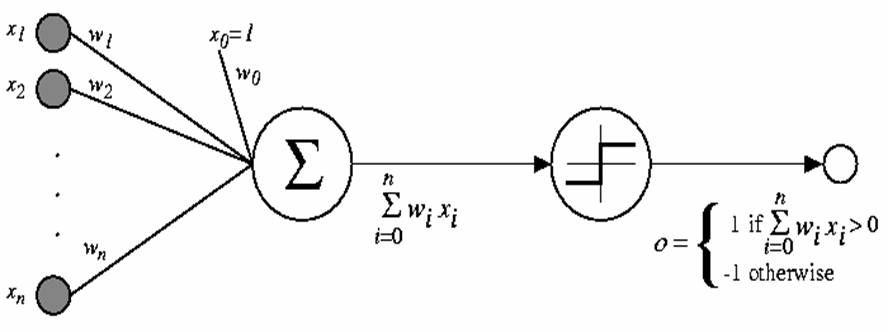 x1
w1
x0=1
w0
x2
w2
.
.
.
wn
xn
Σ
n
Σ wi xi
i=0
n
o = { 1 if Σ wi xi > 0
i=0
-1 otherwise